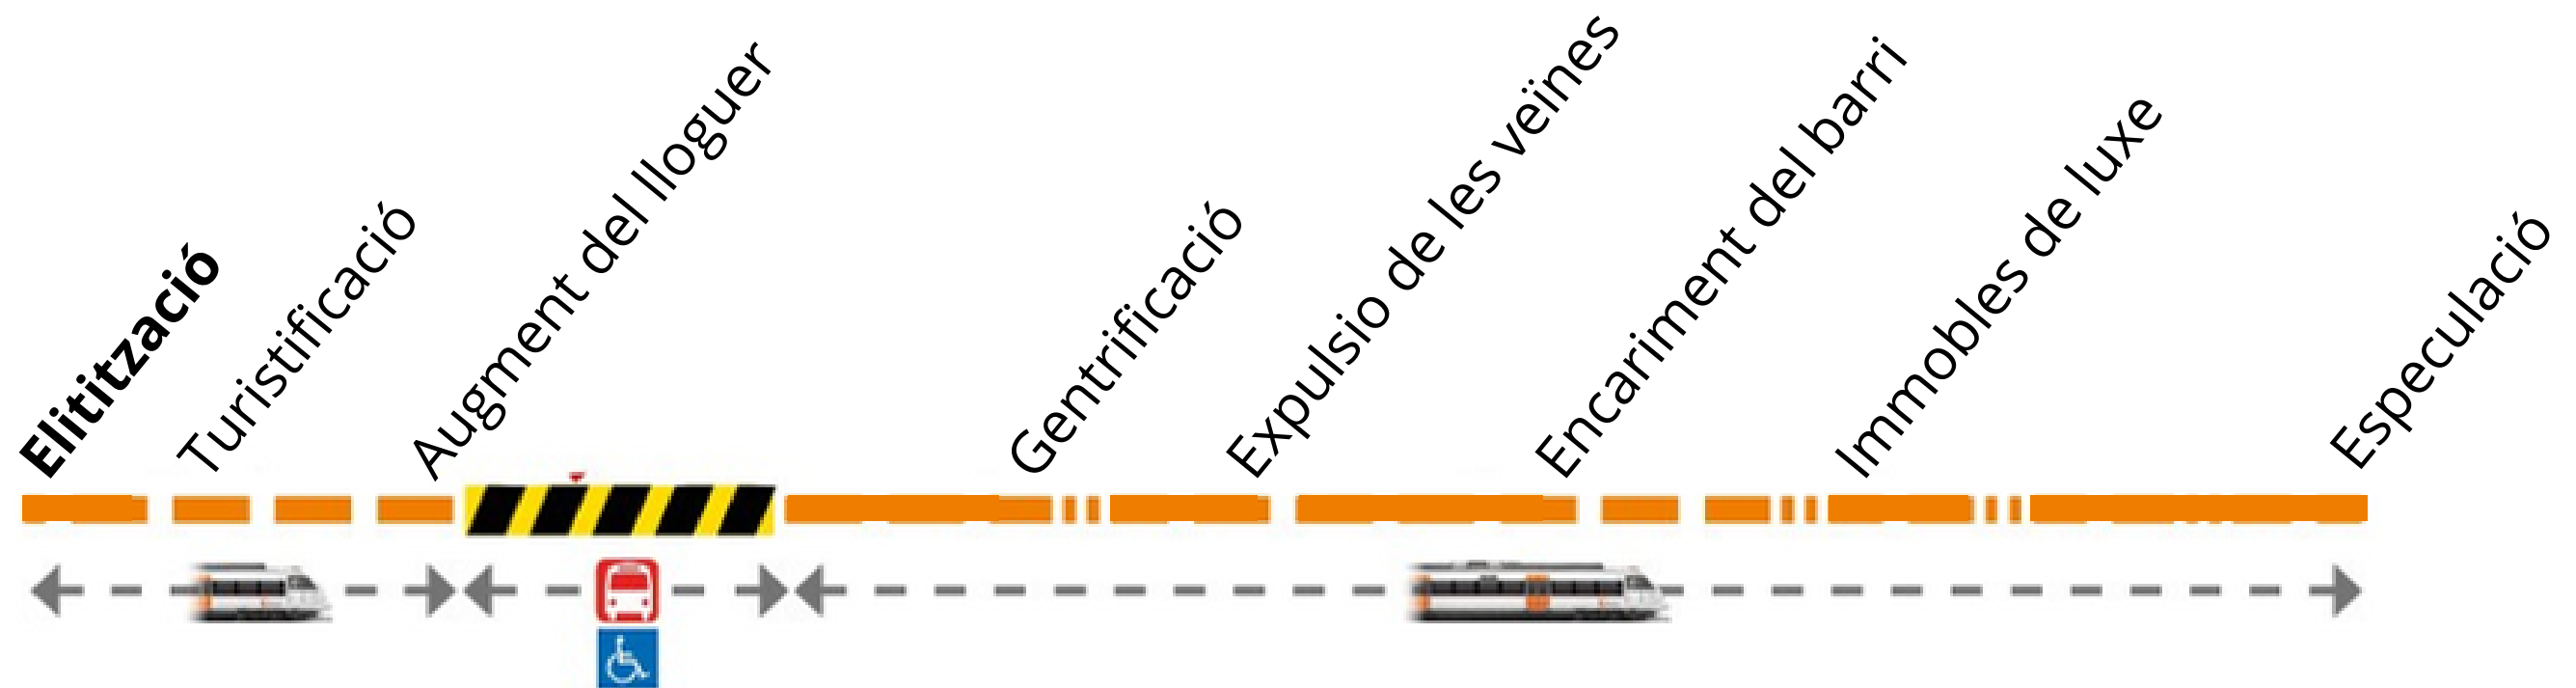 Elitització
Turistificació
Augment del lloguer
Gentrificació
Expulsio de les veïnes
Encariment del barri
Immobles de luxe
Especulació